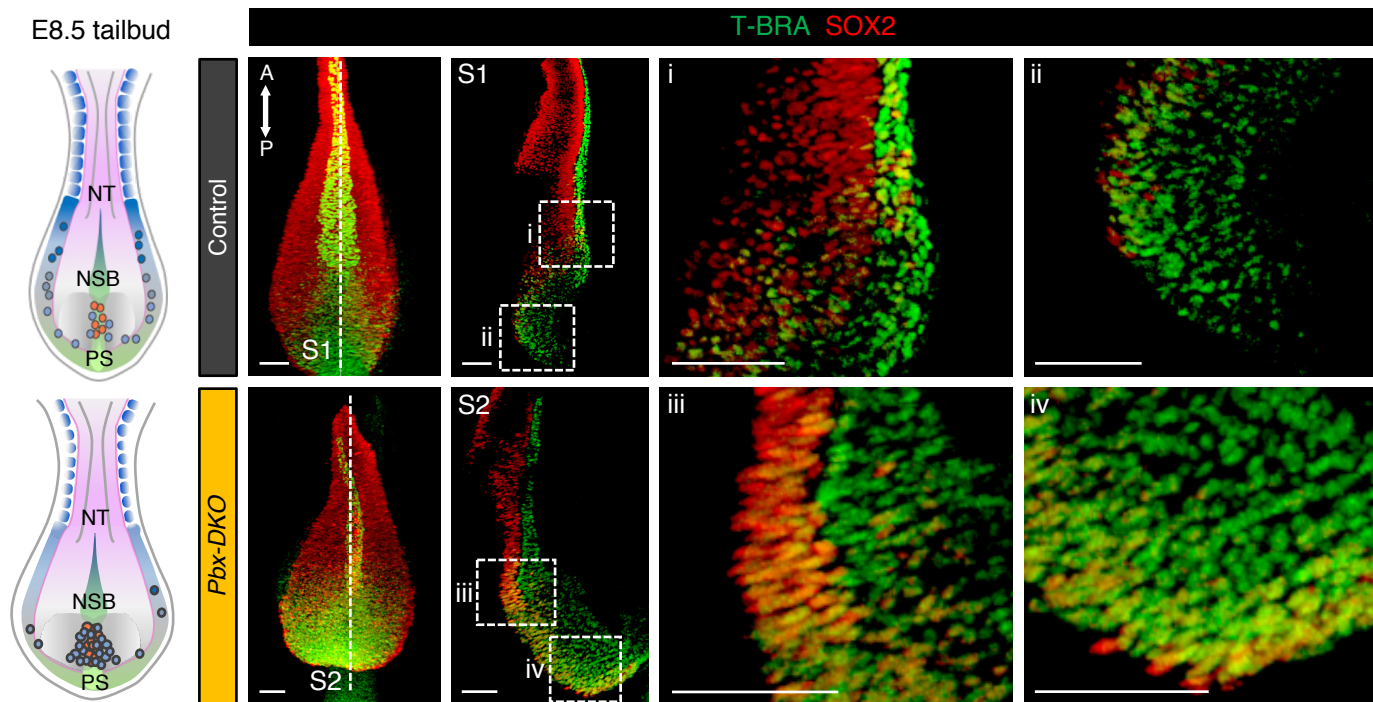 E8.5 tailbud
T-BRA SOX2
NT
NSB
PS
Control
A
P
S1
S1
i
ii
i
ii
NT
NSB
PS
Pbx-DKO
S2
S2
iii
iv
iii
iv